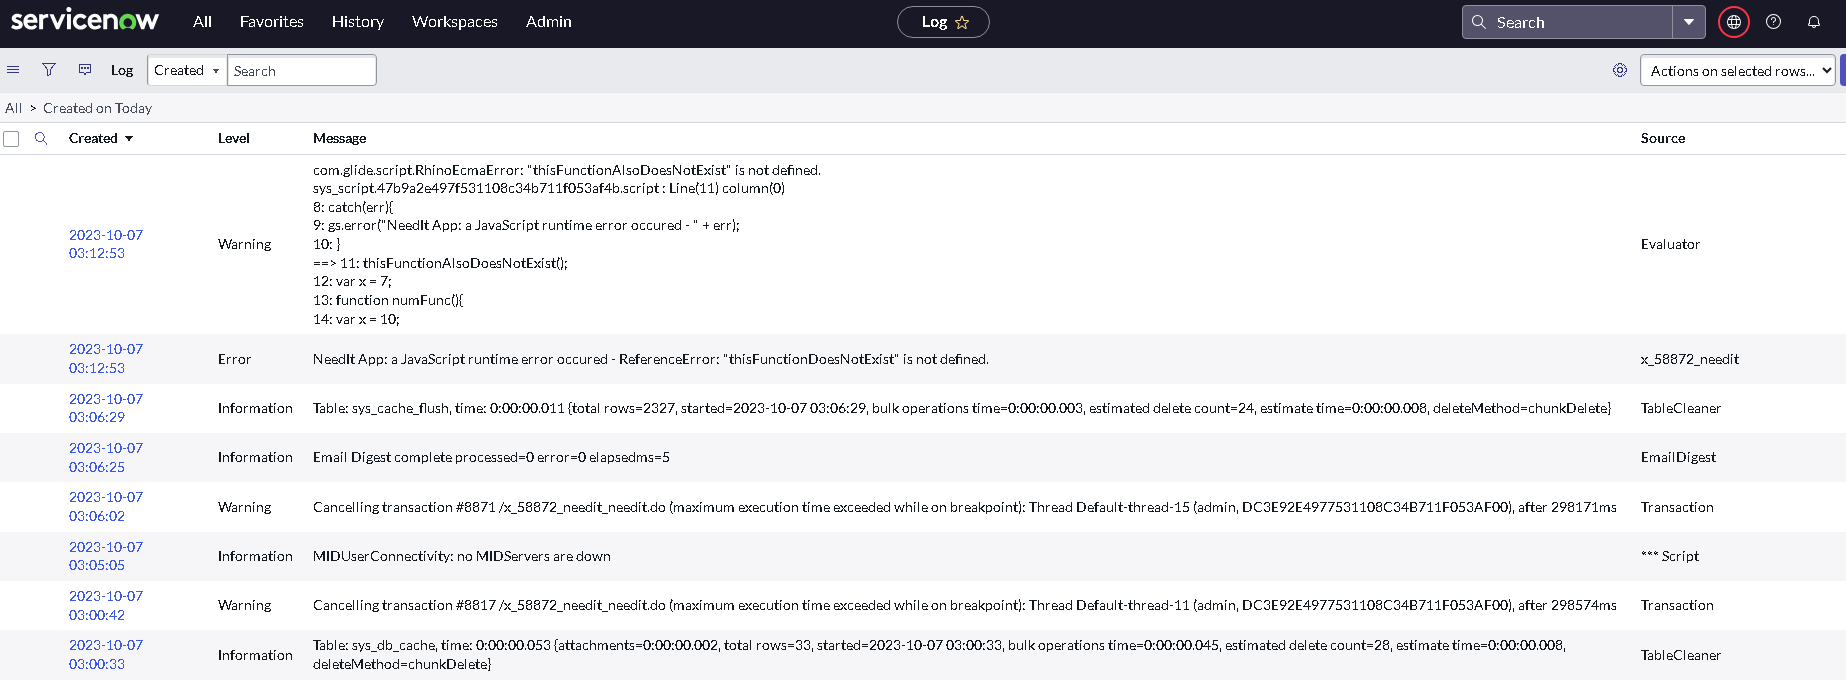 servicenow All Favorites History Workspaces Admin Log Search
Log Created Search Actions on selected rows...
All > Created on Today
Created Level Message Source
2023-10-07
03:12:53
Warning
com.glide.script.RhinoEcmaError: "thisFunctionAlsoDoesNotExist" is not defined.
sys_script.47b9a2e497f531108c34b711f053af4b.script : Line(11) column(0)
8: catch(err){
9: gs.error("NeedIt App: a JavaScript runtime error occured - " + err);
10: }
==> 11: thisFunctionAlsoDoesNotExist();
12: var x = 7;
13: function numFunc(){
14: var x = 10;
Evaluator
2023-10-07
03:12:53
Error
NeedIt App: a JavaScript runtime error occured - ReferenceError: "thisFunctionDoesNotExist" is not defined.
x_58872_needit
2023-10-07
03:06:29
Information
Table: sys_cache_flush, time: 0:00:00.011 {total rows=2327, started=2023-10-07 03:06:29, bulk operations time=0:00:00.003, estimated delete count=24, estimate time=0:00:00.008, deleteMethod=chunkDelete}
TableCleaner
2023-10-07
03:06:25
Information
Email Digest complete processed=0 error=0 elapsedms=5
EmailDigest
2023-10-07
03:06:02
Warning
Cancelling transaction #8871 /x_58872_needit_needit.do (maximum execution time exceeded while on breakpoint): Thread Default-thread-15 (admin, DC3E92E4977531108C34B711F053AF00), after 298171ms
Transaction
2023-10-07
03:05:05
Information
MIDUserConnectivity: no MIDServers are down
*** Script
2023-10-07
03:00:42
Warning
Cancelling transaction #8817 /x_58872_needit_needit.do (maximum execution time exceeded while on breakpoint): Thread Default-thread-11 (admin, DC3E92E4977531108C34B711F053AF00), after 298574ms
Transaction
2023-10-07
03:00:33
Information
Table: sys_db_cache, time: 0:00:00.053 {attachments=0:00:00.002, total rows=33, started=2023-10-07 03:00:33, bulk operations time=0:00:00.045, estimated delete count=28, estimate time=0:00:00.008,
deleteMethod=chunkDelete}
TableCleaner